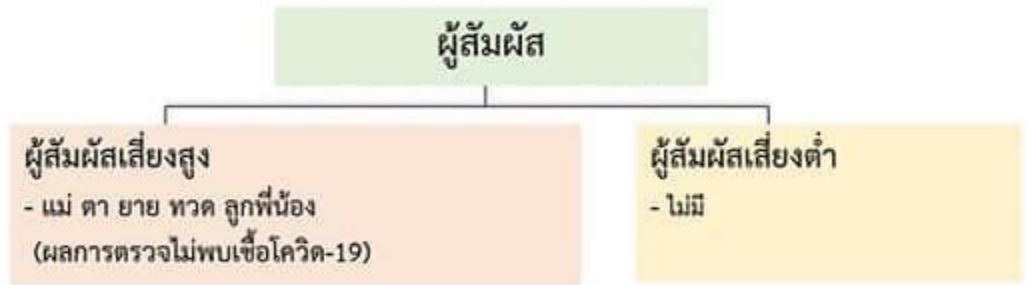 ผู้สัมผัส
ผู้สัมผัสเสี่ยงสูง
- แม่ ตา ยาย ทวด ลูกพี่น้อง
(ผลการตรวจไม่พบเชื้อโควิด-19)
ผู้สัมผัสเสี่ยงต่ำ
- ไม่มี